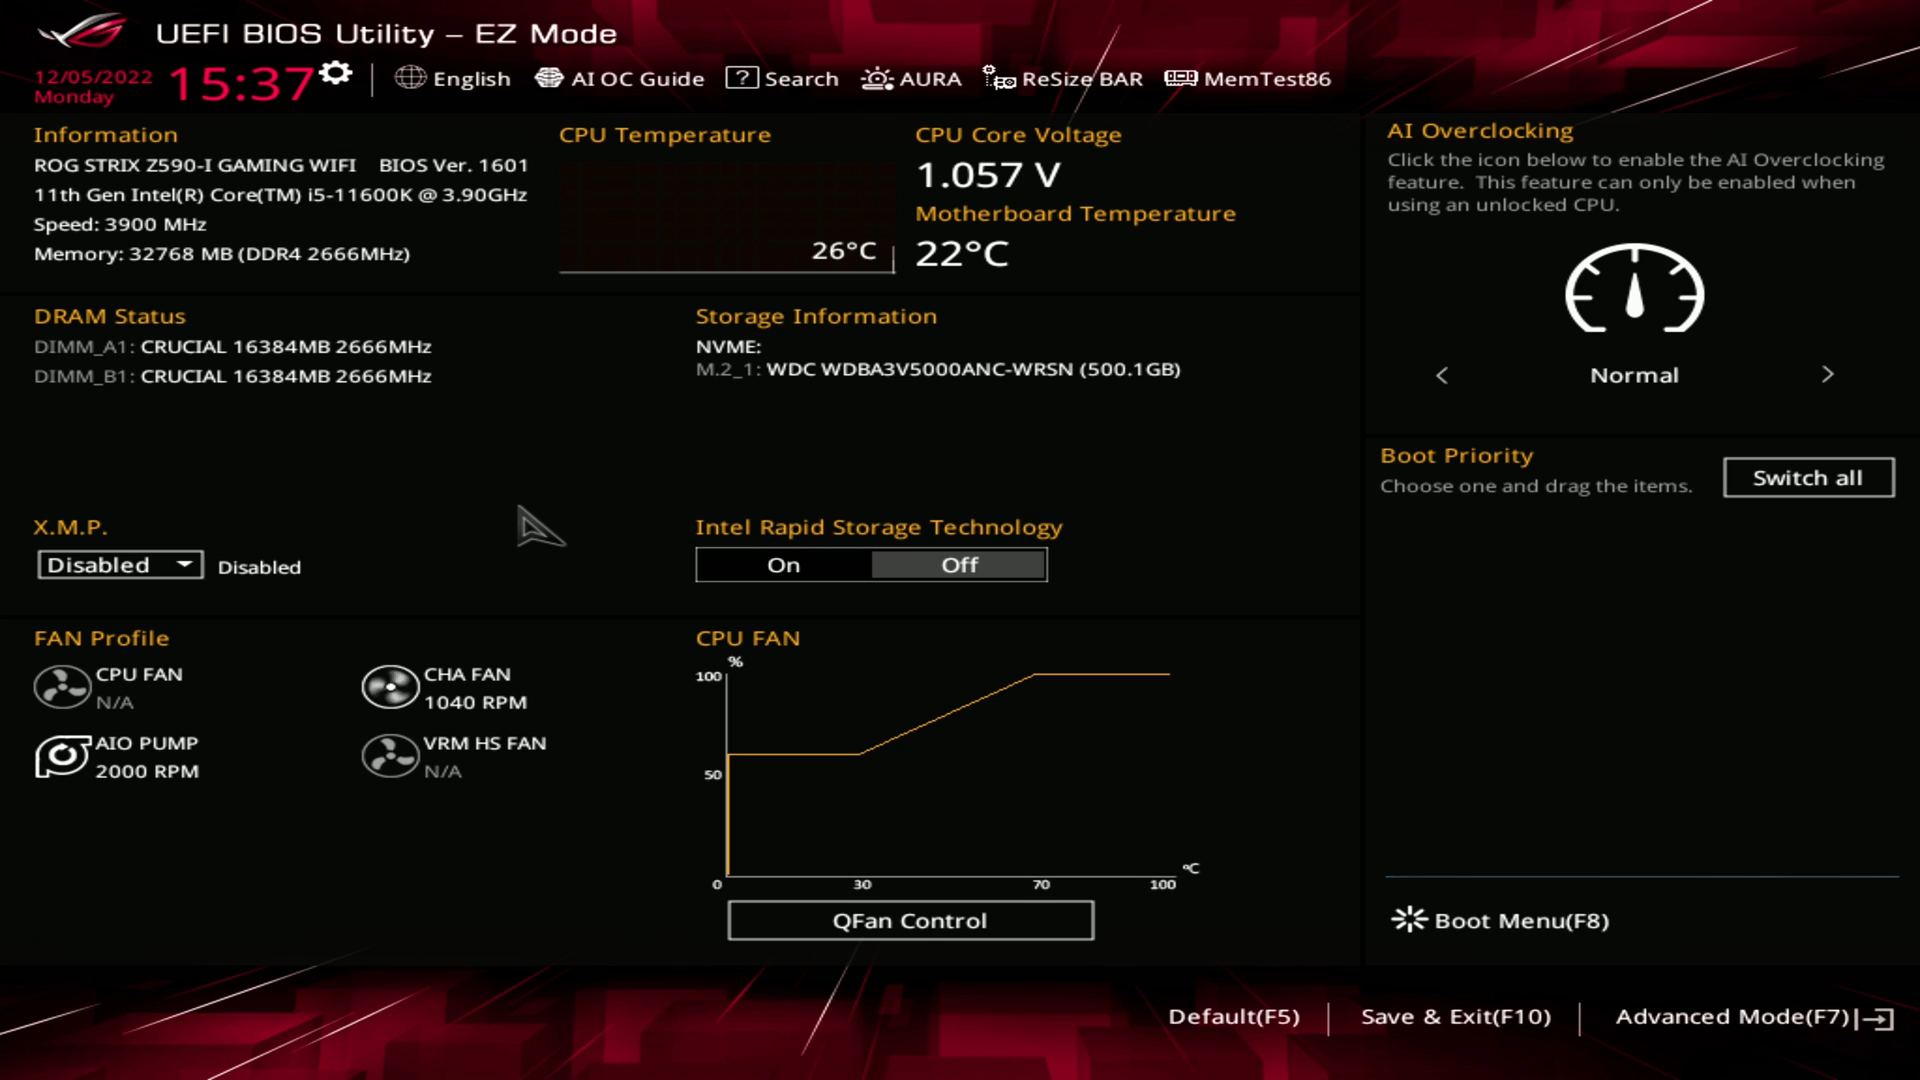 UEFI BIOS Utility – EZ Mode
12/05/2022
Monday
15:37
English
AI OC Guide
? Search
AURA
ReSize BAR
MemTest86
Information
ROG STRIX Z590-I GAMING WIFI BIOS Ver. 1601
11th Gen Intel(R) Core(TM) i5-11600K @ 3.90GHz
Speed: 3900 MHz
Memory: 32768 MB (DDR4 2666MHz)
CPU Temperature
26°C
CPU Core Voltage
1.057 V
Motherboard Temperature
22°C
AI Overclocking
Click the icon below to enable the AI Overclocking
feature. This feature can only be enabled when
using an unlocked CPU.
Normal
DRAM Status
DIMM_A1: CRUCIAL 16384MB 2666MHz
DIMM_B1: CRUCIAL 16384MB 2666MHz
Storage Information
NVME:
M.2_1: WDC WDBA3V5000ANC-WRSN (500.1GB)
Boot Priority
Choose one and drag the items.
Switch all
X.M.P.
Disabled Disabled
Intel Rapid Storage Technology
On Off
FAN Profile
CPU FAN
N/A
CHA FAN
1040 RPM
AIO PUMP
2000 RPM
VRM HS FAN
N/A
CPU FAN
%
100
50
0 30 70 100
°C
QFan Control
Boot Menu(F8)
Default(F5)
Save & Exit(F10)
Advanced Mode(F7)